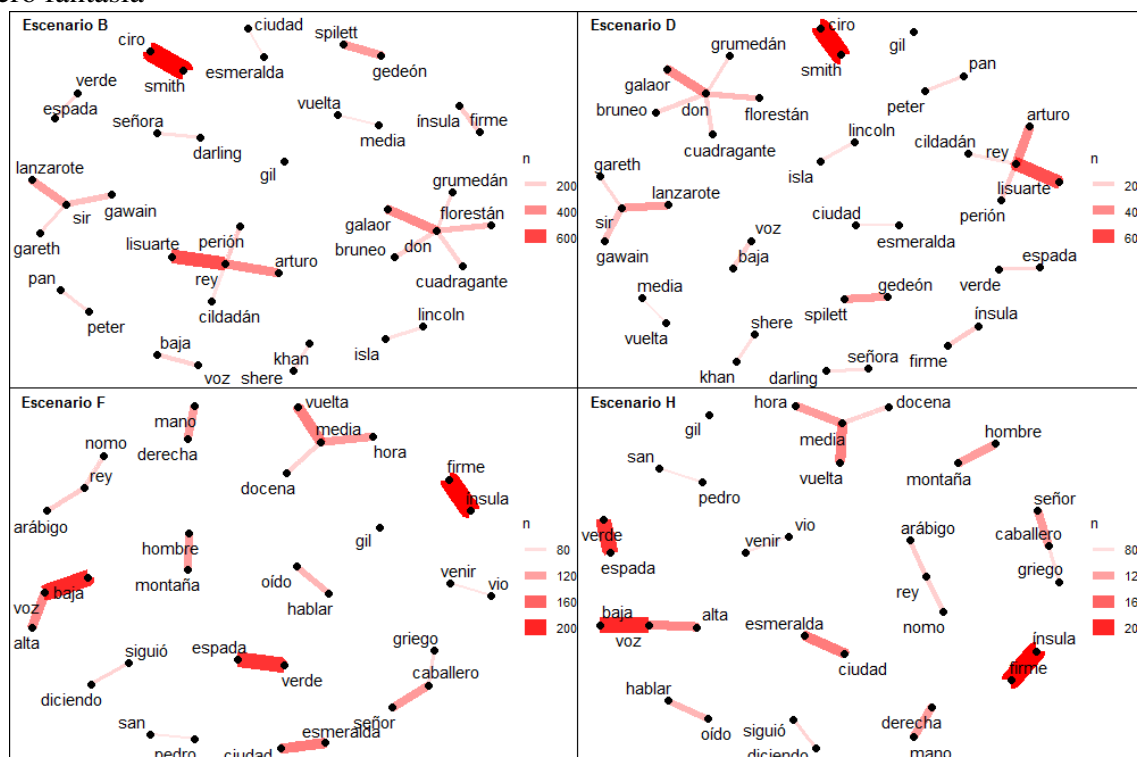 ero fantasía
Escenario B
ciro
smith
ciudad
esmeralda
spilett
gedeón
verde
espada
señora
darling
vuelta
media
ínsula
firme
gil
lanzarote
sir
gawain
gareth
grumedán
galaor
florestán
don
bruneo
cuadragante
lisuarte
perión
arturo
rey
cildadán
pan
peter
lincoln
isla
baja
voz
khan
shere
n
200
400
600
Escenario D
ciro
smith
gil
grumedán
galaor
bruneo
don
florestán
cuadragante
pan
peter
arturo
cildadán
rey
lisuarte
perión
lincoln
isla
gareth
lanzarote
sir
gawain
ciudad
esmeralda
voz
baja
espada
verde
media
vuelta
gedeón
spilett
ínsula
firme
shere
khan
señora
darling
n
20
40
60
Escenario F
mano
derecha
vuelta
media
hora
docena
nomo
rey
arábigo
firme
ínsula
hombre
montaña
gil
oído
hablar
venir
vio
voz
baja
alta
siguió
diciendo
espada
verde
griego
caballero
señor
san
pedro
ciudad
esmeralda
n
80
120
160
200
Escenario H
hora
docena
media
vuelta
gil
hombre
montaña
san
pedro
señor
caballero
griego
verde
espada
vio
venir
arábigo
rey
nomo
baja
voz
alta
esmeralda
ciudad
ínsula
firme
hablar
oído
siguió
diciendo
derecha
mano
n
80
12
16
20